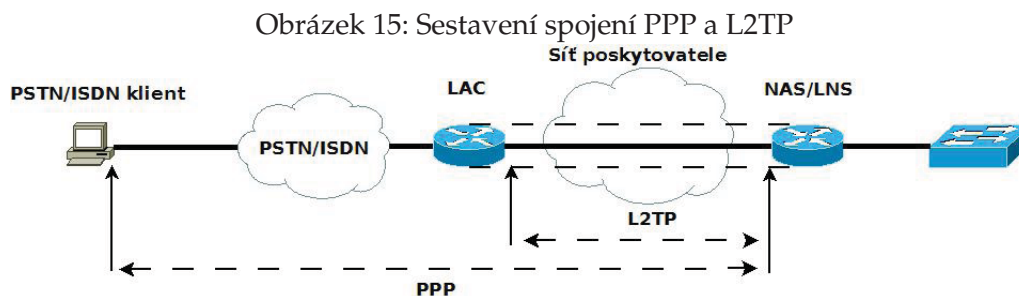 Obrázek 15: Sestavení spojení PPP a L2TP
Síť poskytovatele
PSTN/ISDN klient
LAC
NAS/LNS
PSTN/ISDN
L2TP
PPP